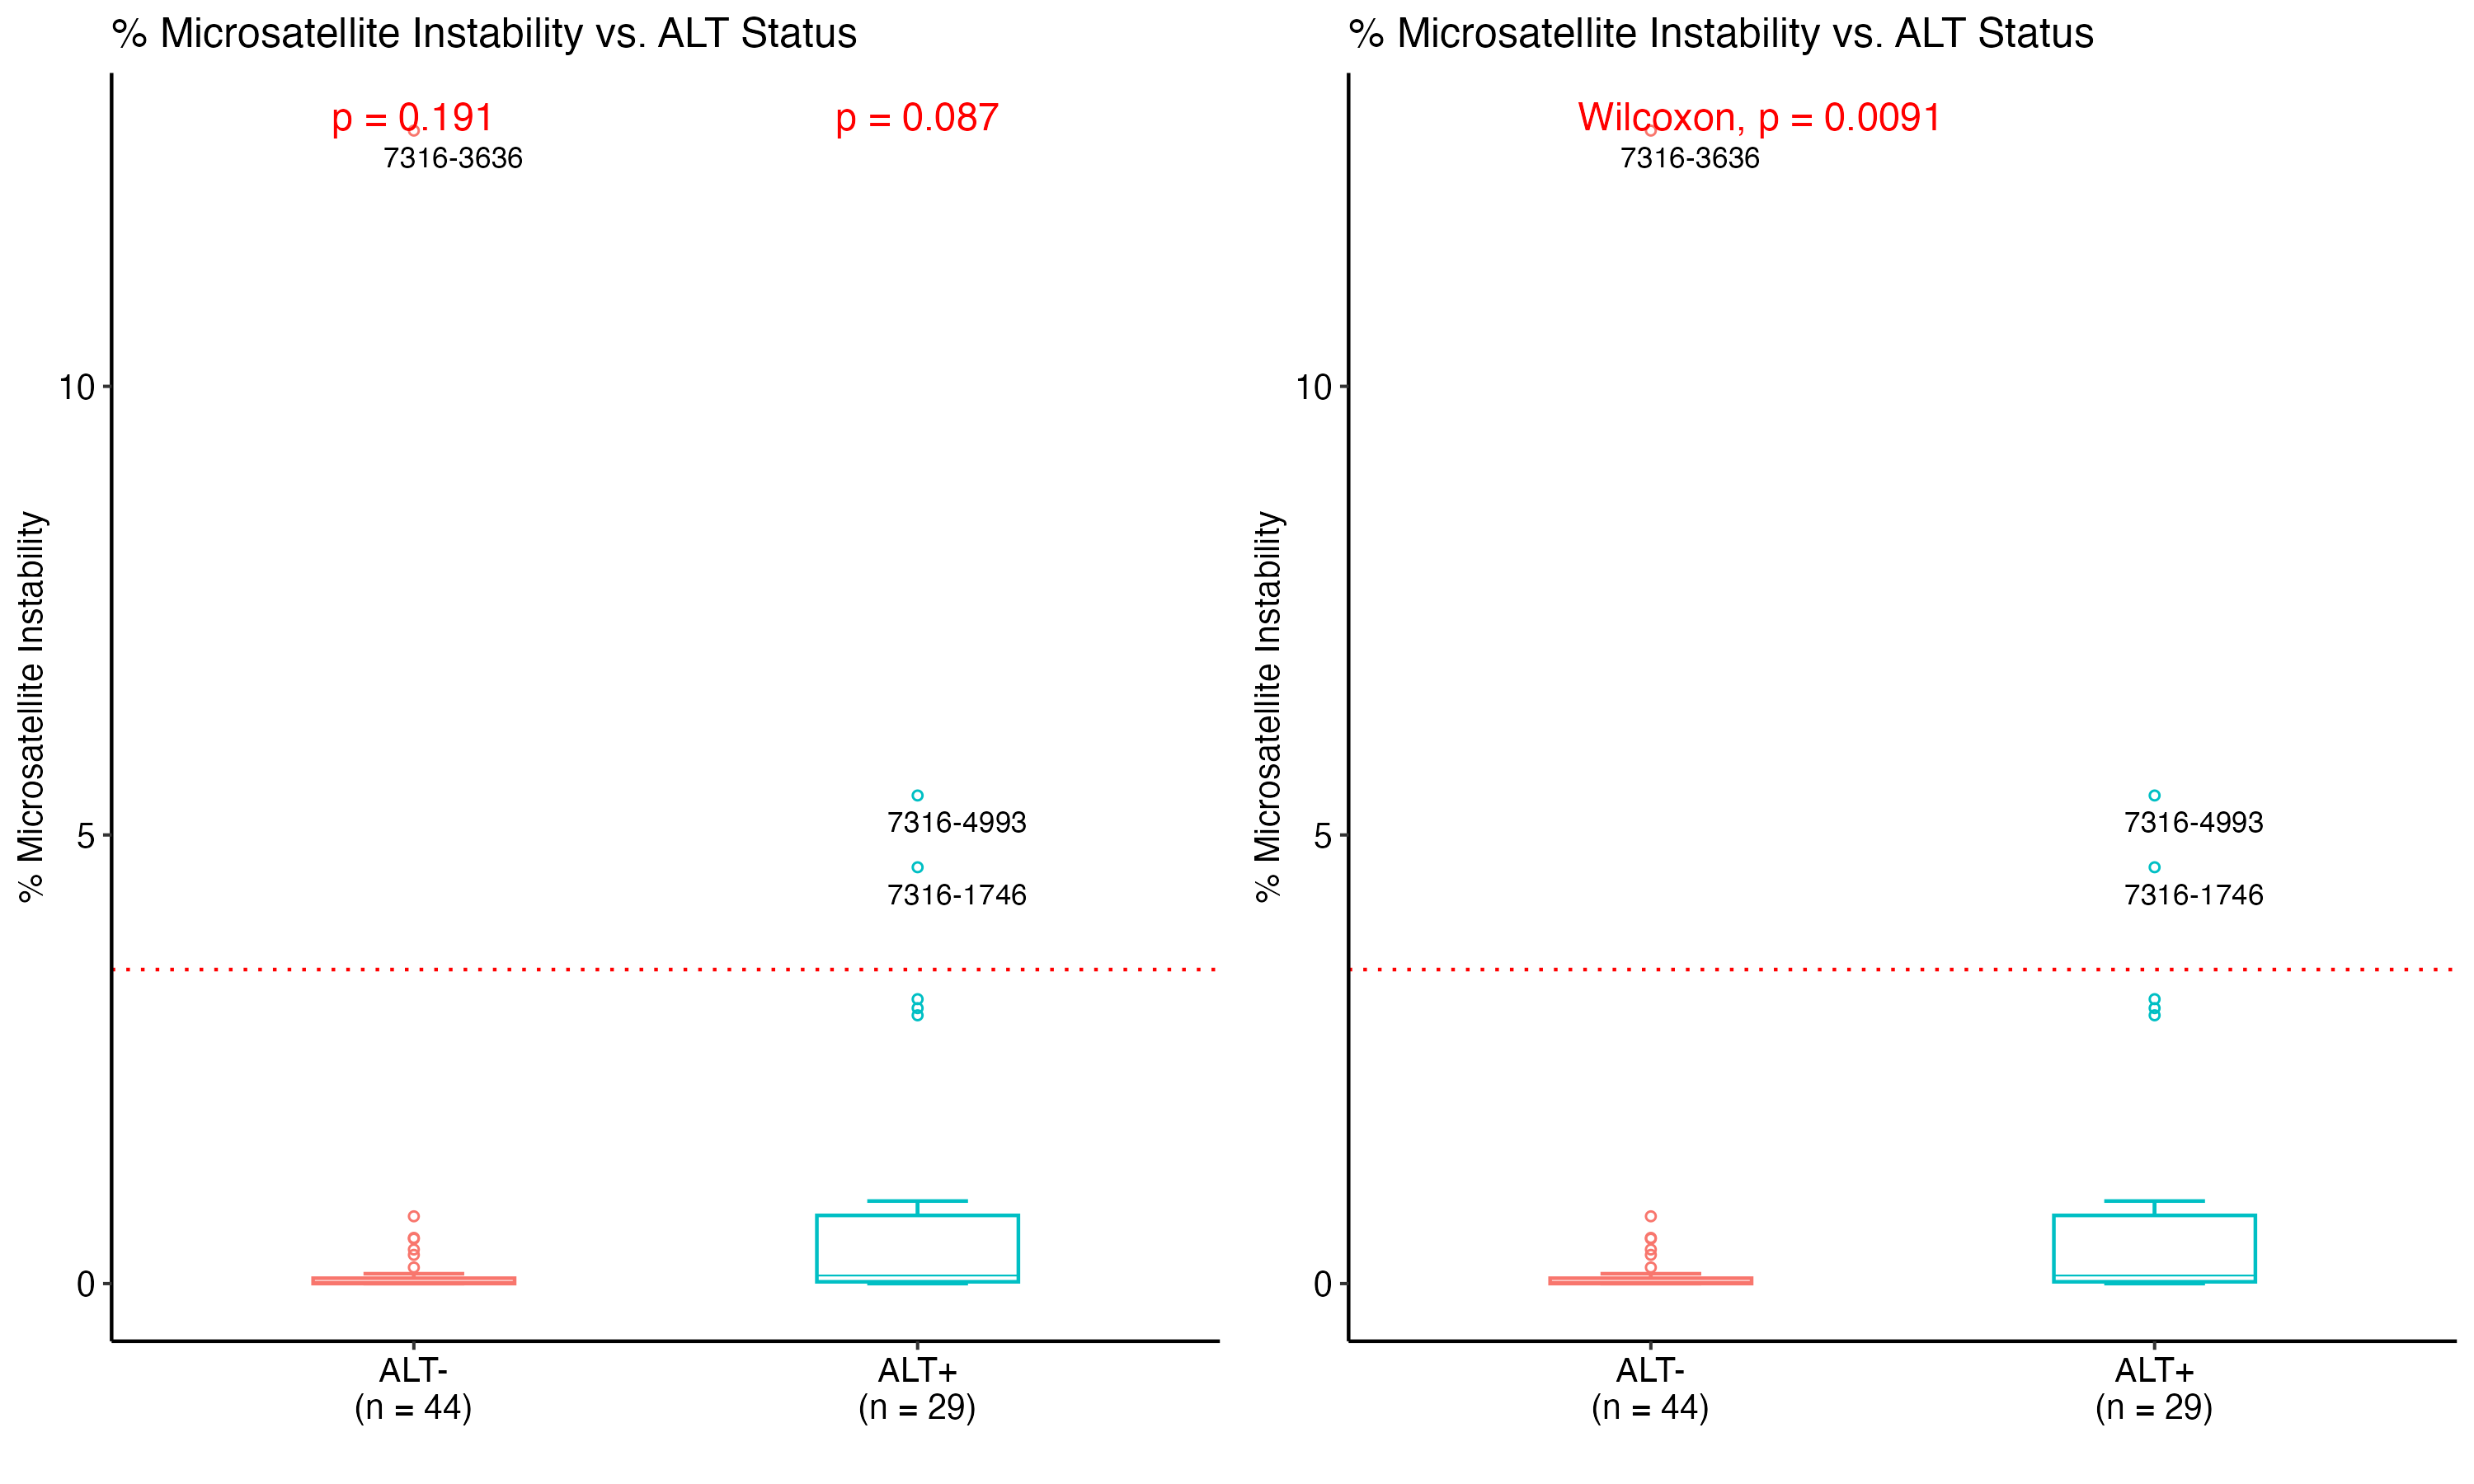 % Microsatellite Instability vs. ALT Status
p = 0.191
p = 0.087
7316-3636
10
% Microsatellite Instability
7316-4993
5
7316-1746
0
ALT-
(n = 44)
ALT+
(n = 29)
% Microsatellite Instability vs. ALT Status
Wilcoxon, p = 0.0091
7316-3636
10
% Microsatellite Instability
7316-4993
5
7316-1746
0
ALT-
(n = 44)
ALT+
(n = 29)